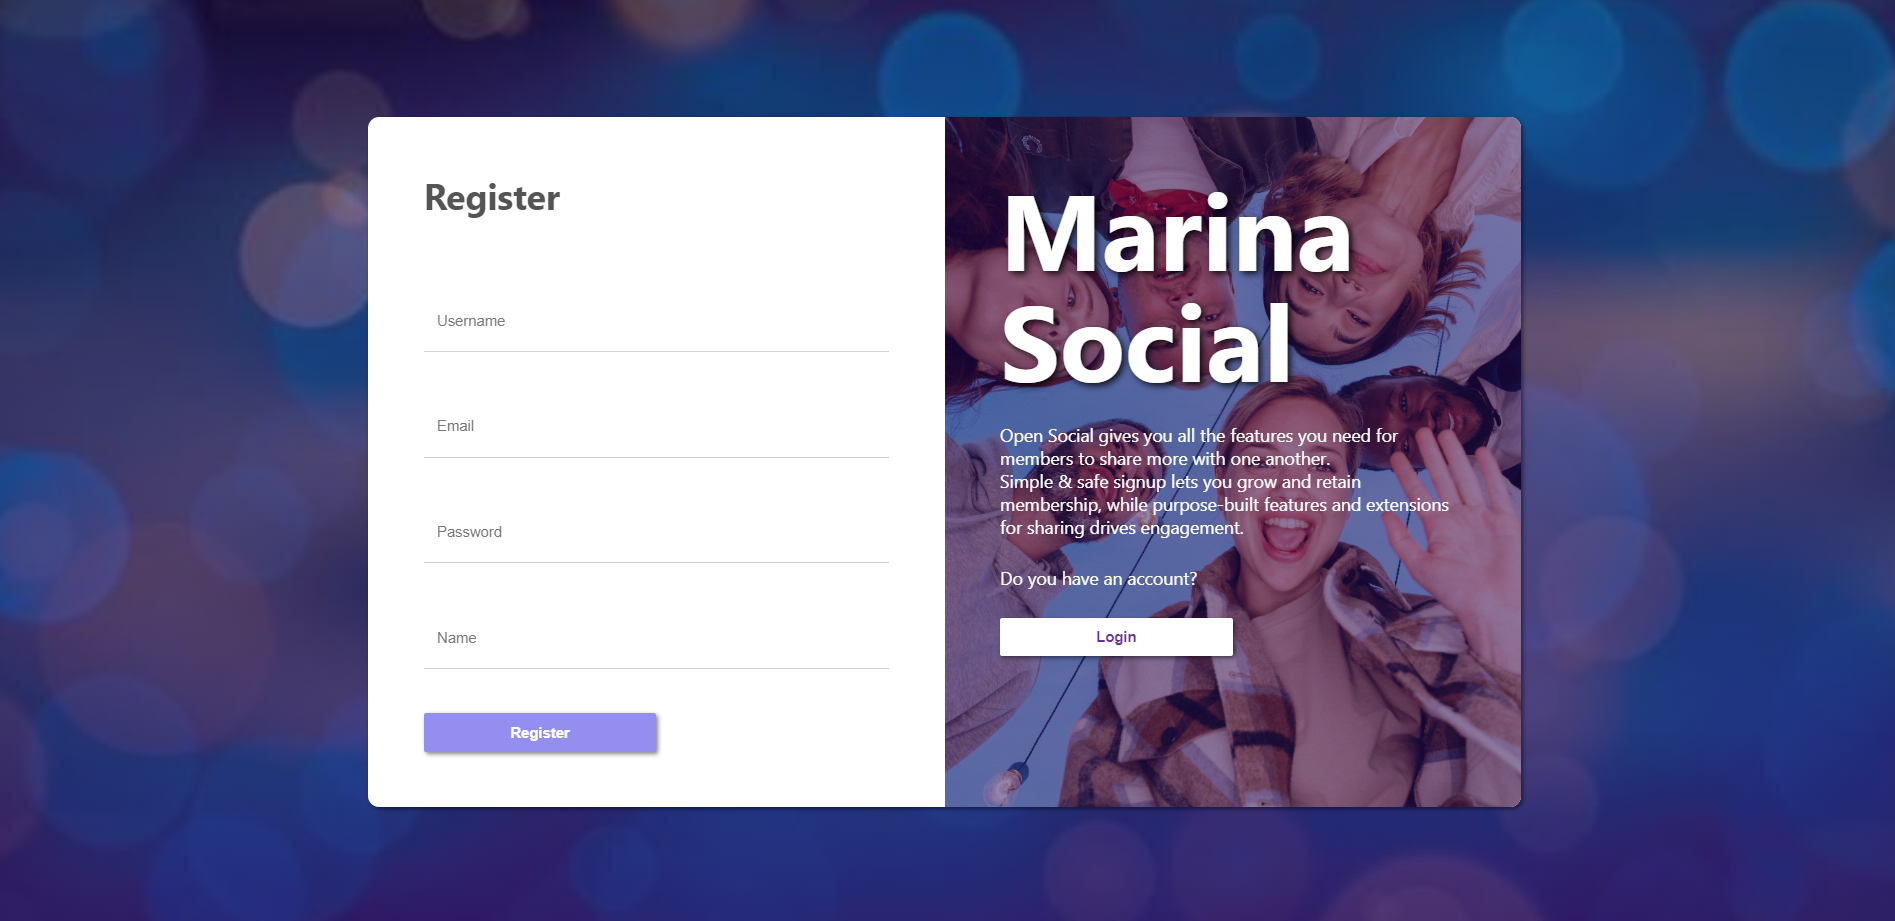 Register
Username
Email
Password
Name
Register
Marina
Social
Open Social gives you all the features you need for
members to share more with one another.
Simple & safe signup lets you grow and retain
membership, while purpose-built features and extensions
for sharing drives engagement.
Do you have an account?
Login